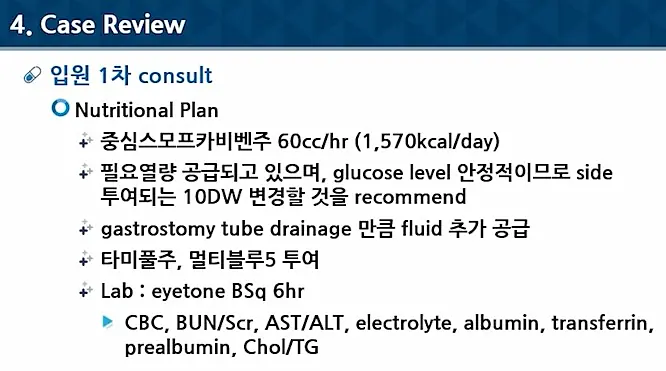 4. Case Review
입원 1차 consult
Nutritional Plan
중심스모프카비벤주 60cc/hr (1,570kcal/day)
필요열량 공급되고 있으며, glucose level 안정적이므로 side
투여되는 10DW 변경할 것을 recommend
gastrostomy tube drainage 만큼 fluid 추가 공급
타미풀주, 멀티블루5 투여
Lab : eyetone BSq 6hr
CBC, BUN/Scr, AST/ALT, electrolyte, albumin, transferrin,
prealbumin, Chol/TG